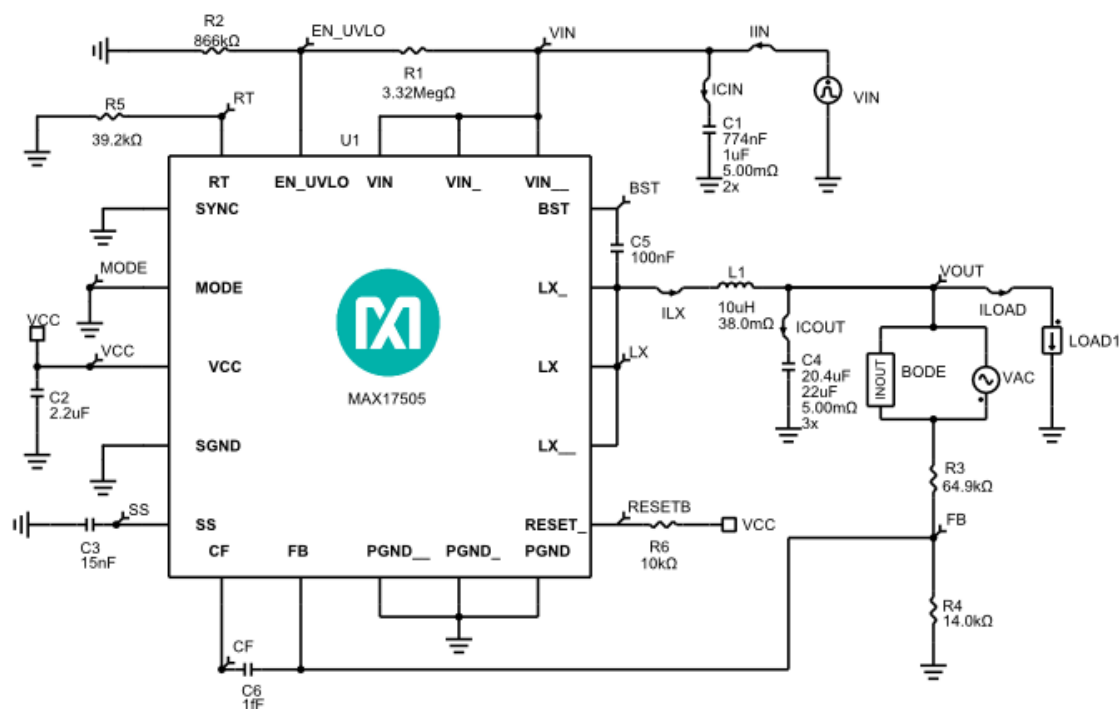 R2
866kΩ
EN_UVLO
VIN
IIN
R1
3.32MegΩ
ICIN
VIN
R5
39.2kΩ
RT
U1
C1
774nF
1uF
5.00mΩ
2x
RT
EN_UVLO
VIN
VIN_
VIN__
SYNC
BST
BST
C5
100nF
MODE
MODE
LX_
ILX
L1
10uH
38.0mΩ
VOUT
ILOAD
ICOUT
LOAD1
VCC
VCC
VCC
C2
2.2uF
MAX17505
LX
LX
C4
20.4uF
22uF
5.00mΩ
3x
INOUT
BODE
VAC
SGND
LX__
R3
64.9kΩ
SS
SS
C3
15nF
RESET_
RESETB
R6
10kΩ
VCC
FB
CF
FB
PGND__
PGND_
PGND
R4
14.0kΩ
CF
C6
1fF